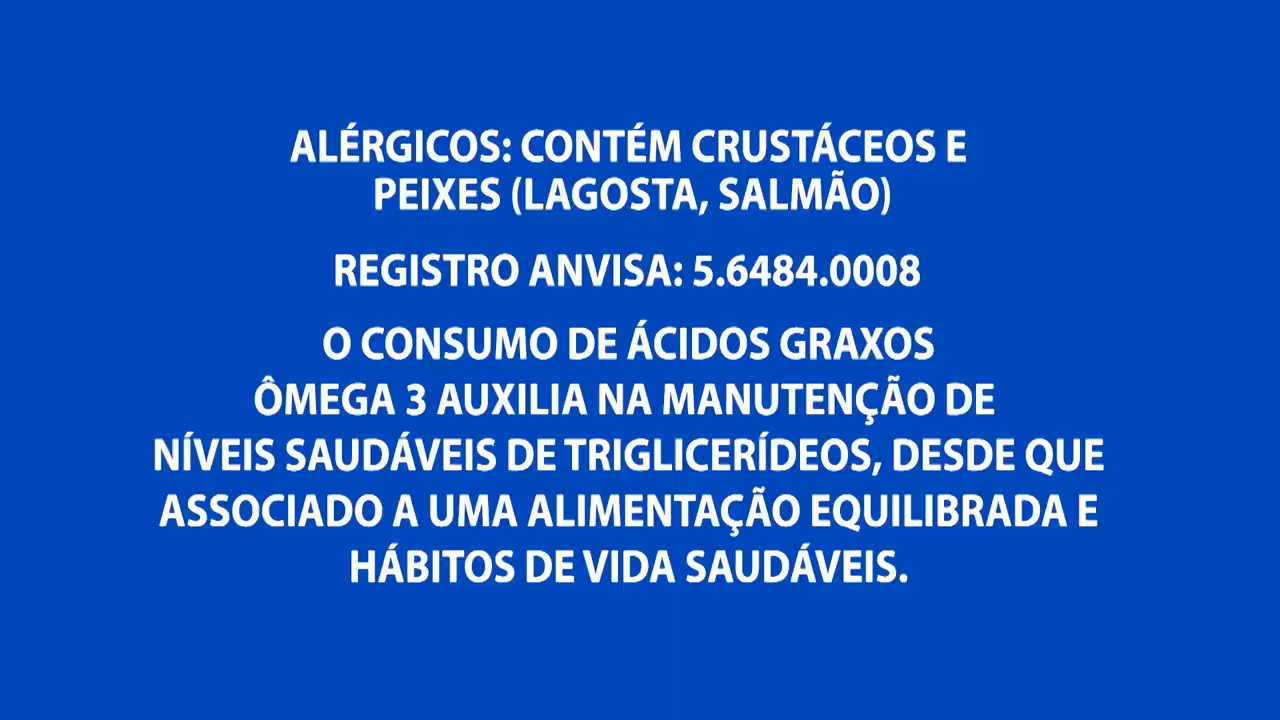 ALÉRGICOS: CONTÉM CRUSTÁCEOS E
PEIXES (LAGOSTA, SALMÃO)
REGISTRO ANVISA: 5.6484.0008
O CONSUMO DE ÁCIDOS GRAXOS
ÔMEGA 3 AUXILIA NA MANUTENÇÃO DE
NÍVEIS SAUDÁVEIS DE TRIGLICERÍDEOS, DESDE QUE
ASSOCIADO A UMA ALIMENTAÇÃO EQUILIBRADA E
HÁBITOS DE VIDA SAUDÁVEIS.